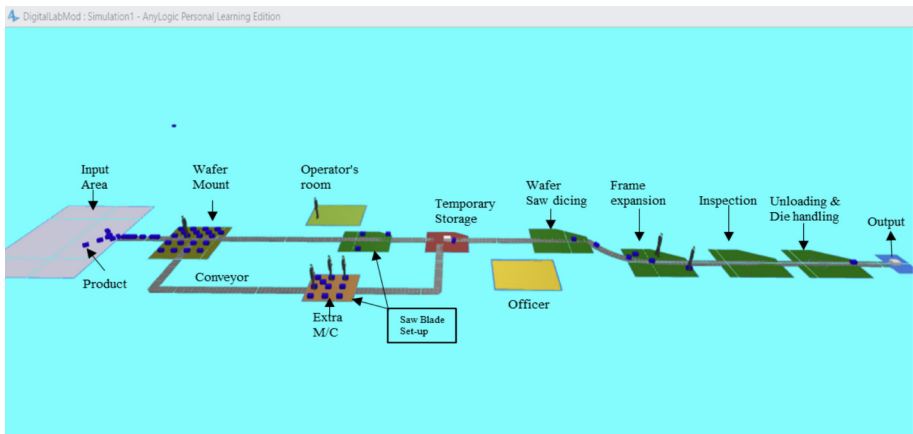 DigitalLabMod : Simulation1 - AnyLogic Personal Learning Edition
Input
Area
Wafer
Mount
Operator's
room
Temporary
Storage
Wafer
Saw dicing
Frame
expansion
Inspection
Unloading &
Die handling
Output
Product
Conveyor
Extra
M/C
Saw Blade
Set-up
Officer